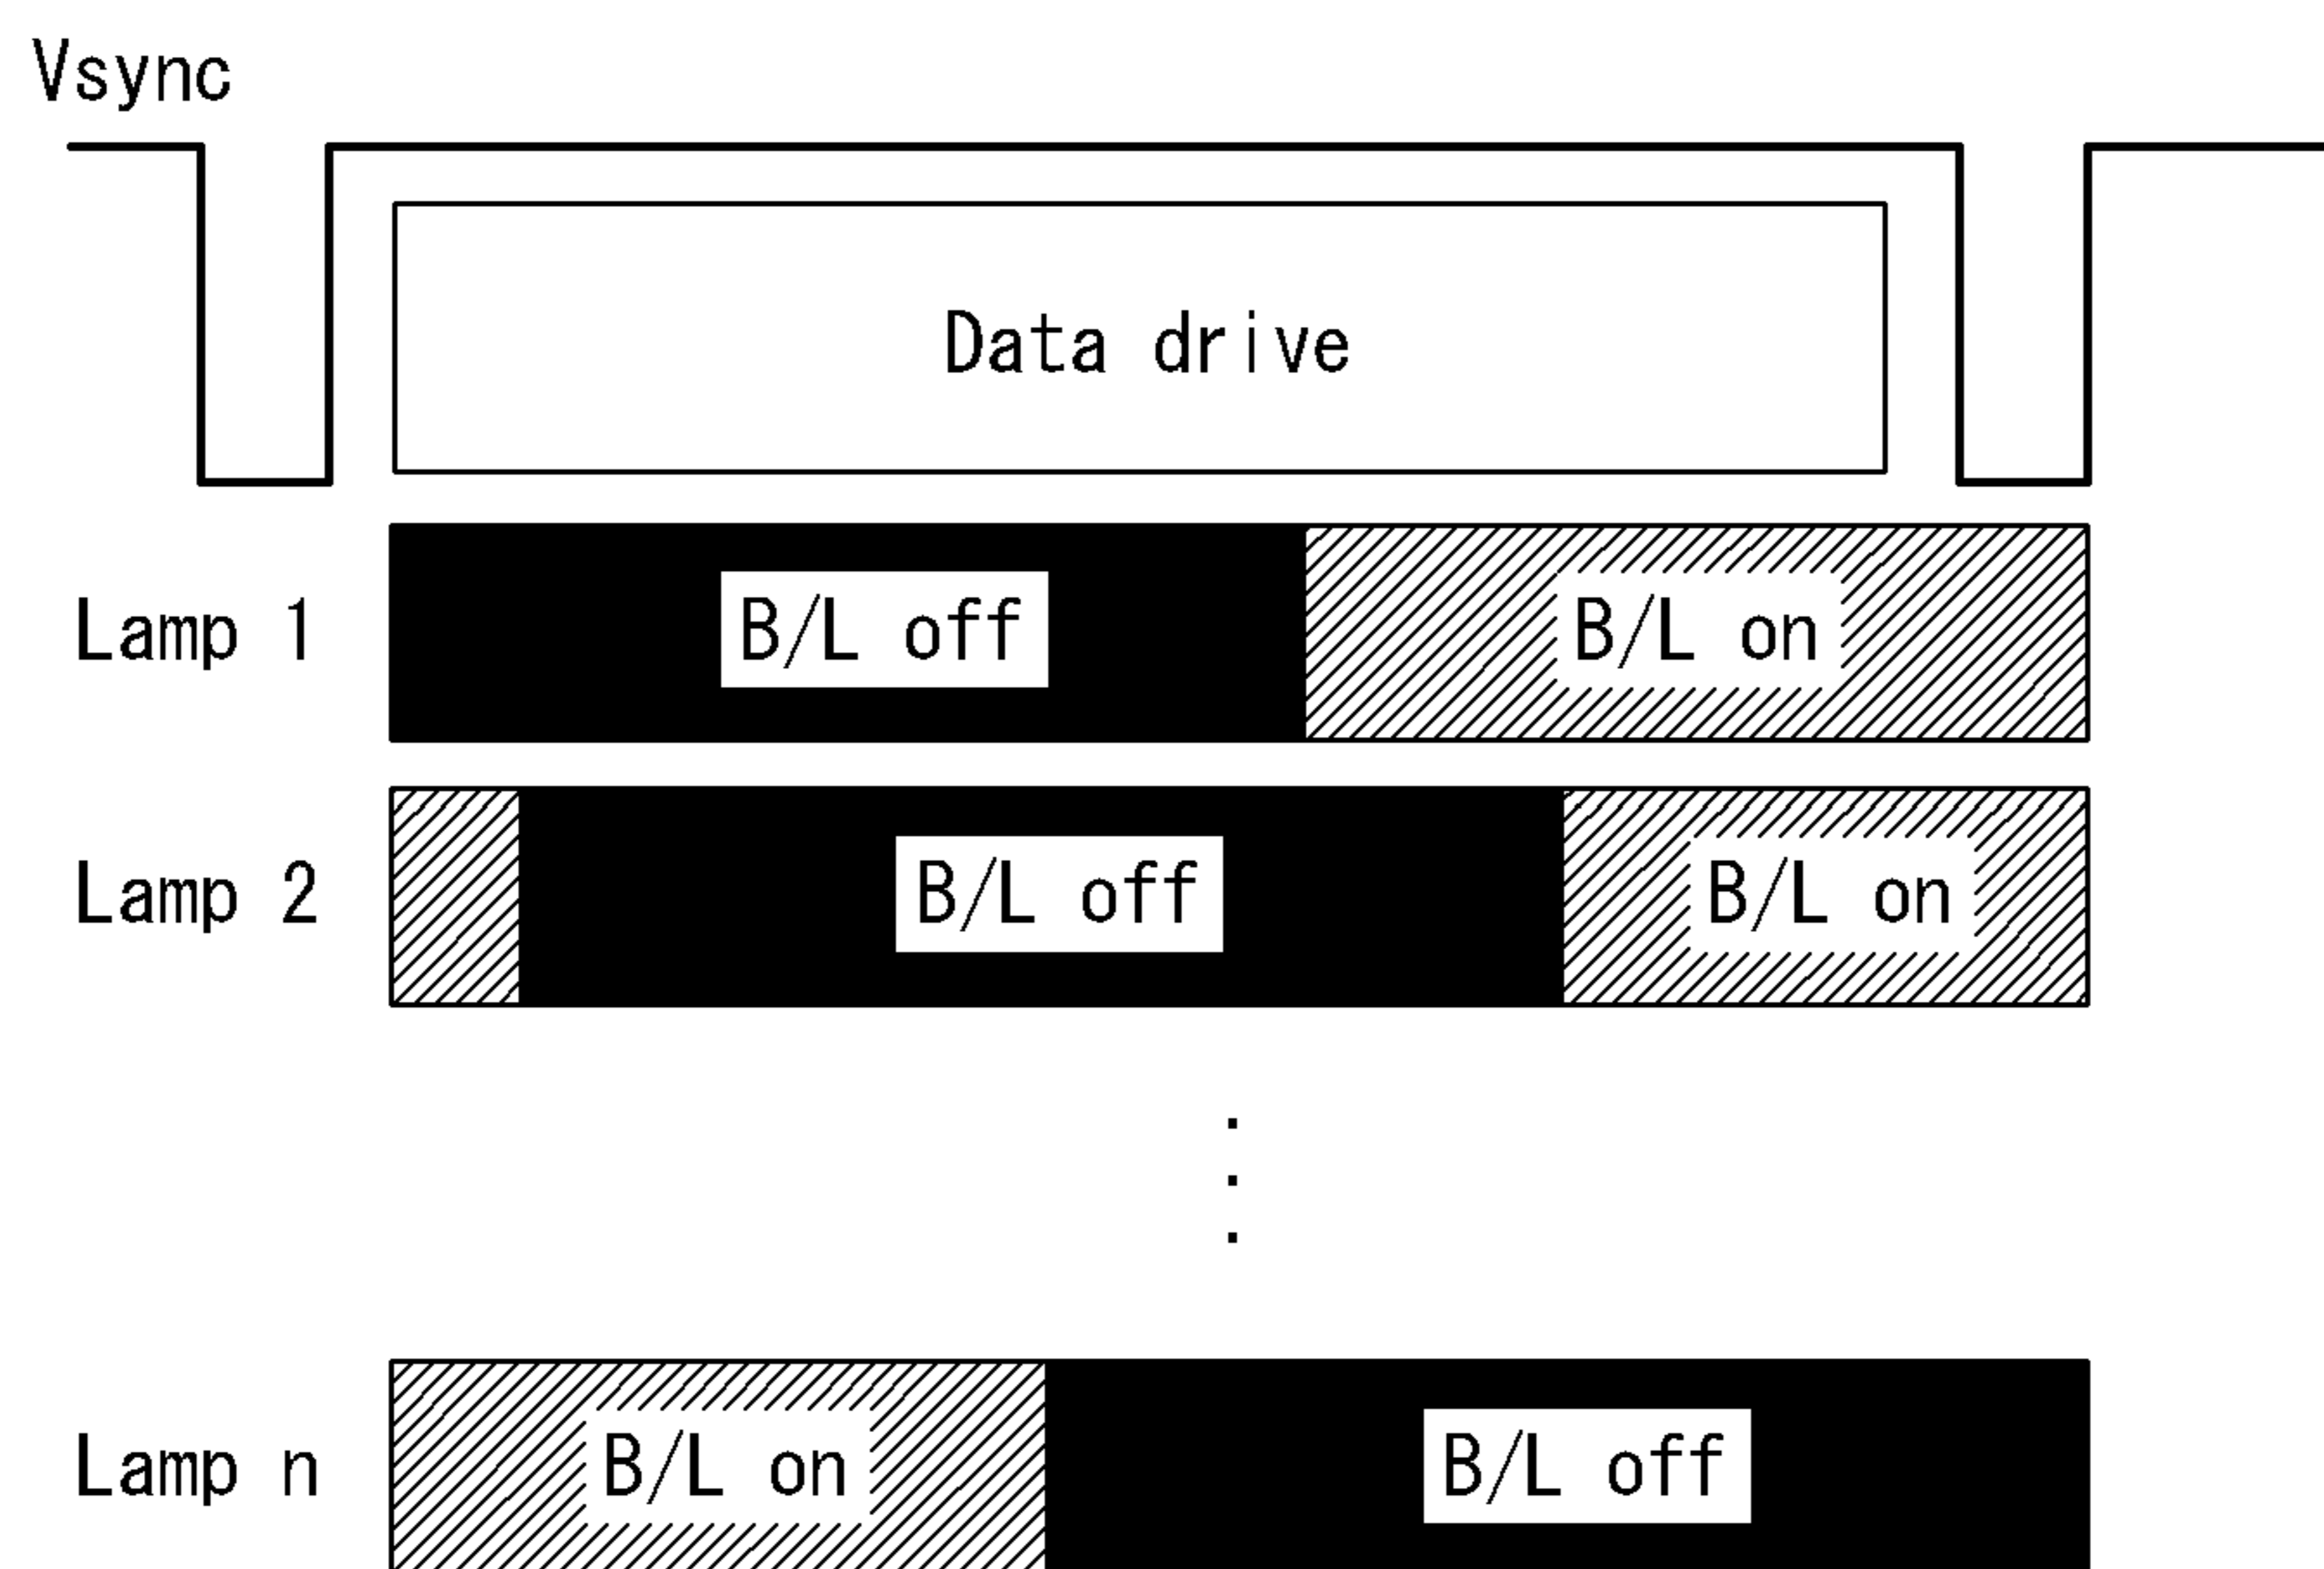 Vsync
Data drive
Lamp 1 B/L off B/L on
Lamp 2 B/L off B/L on
Lamp n B/L on B/L off